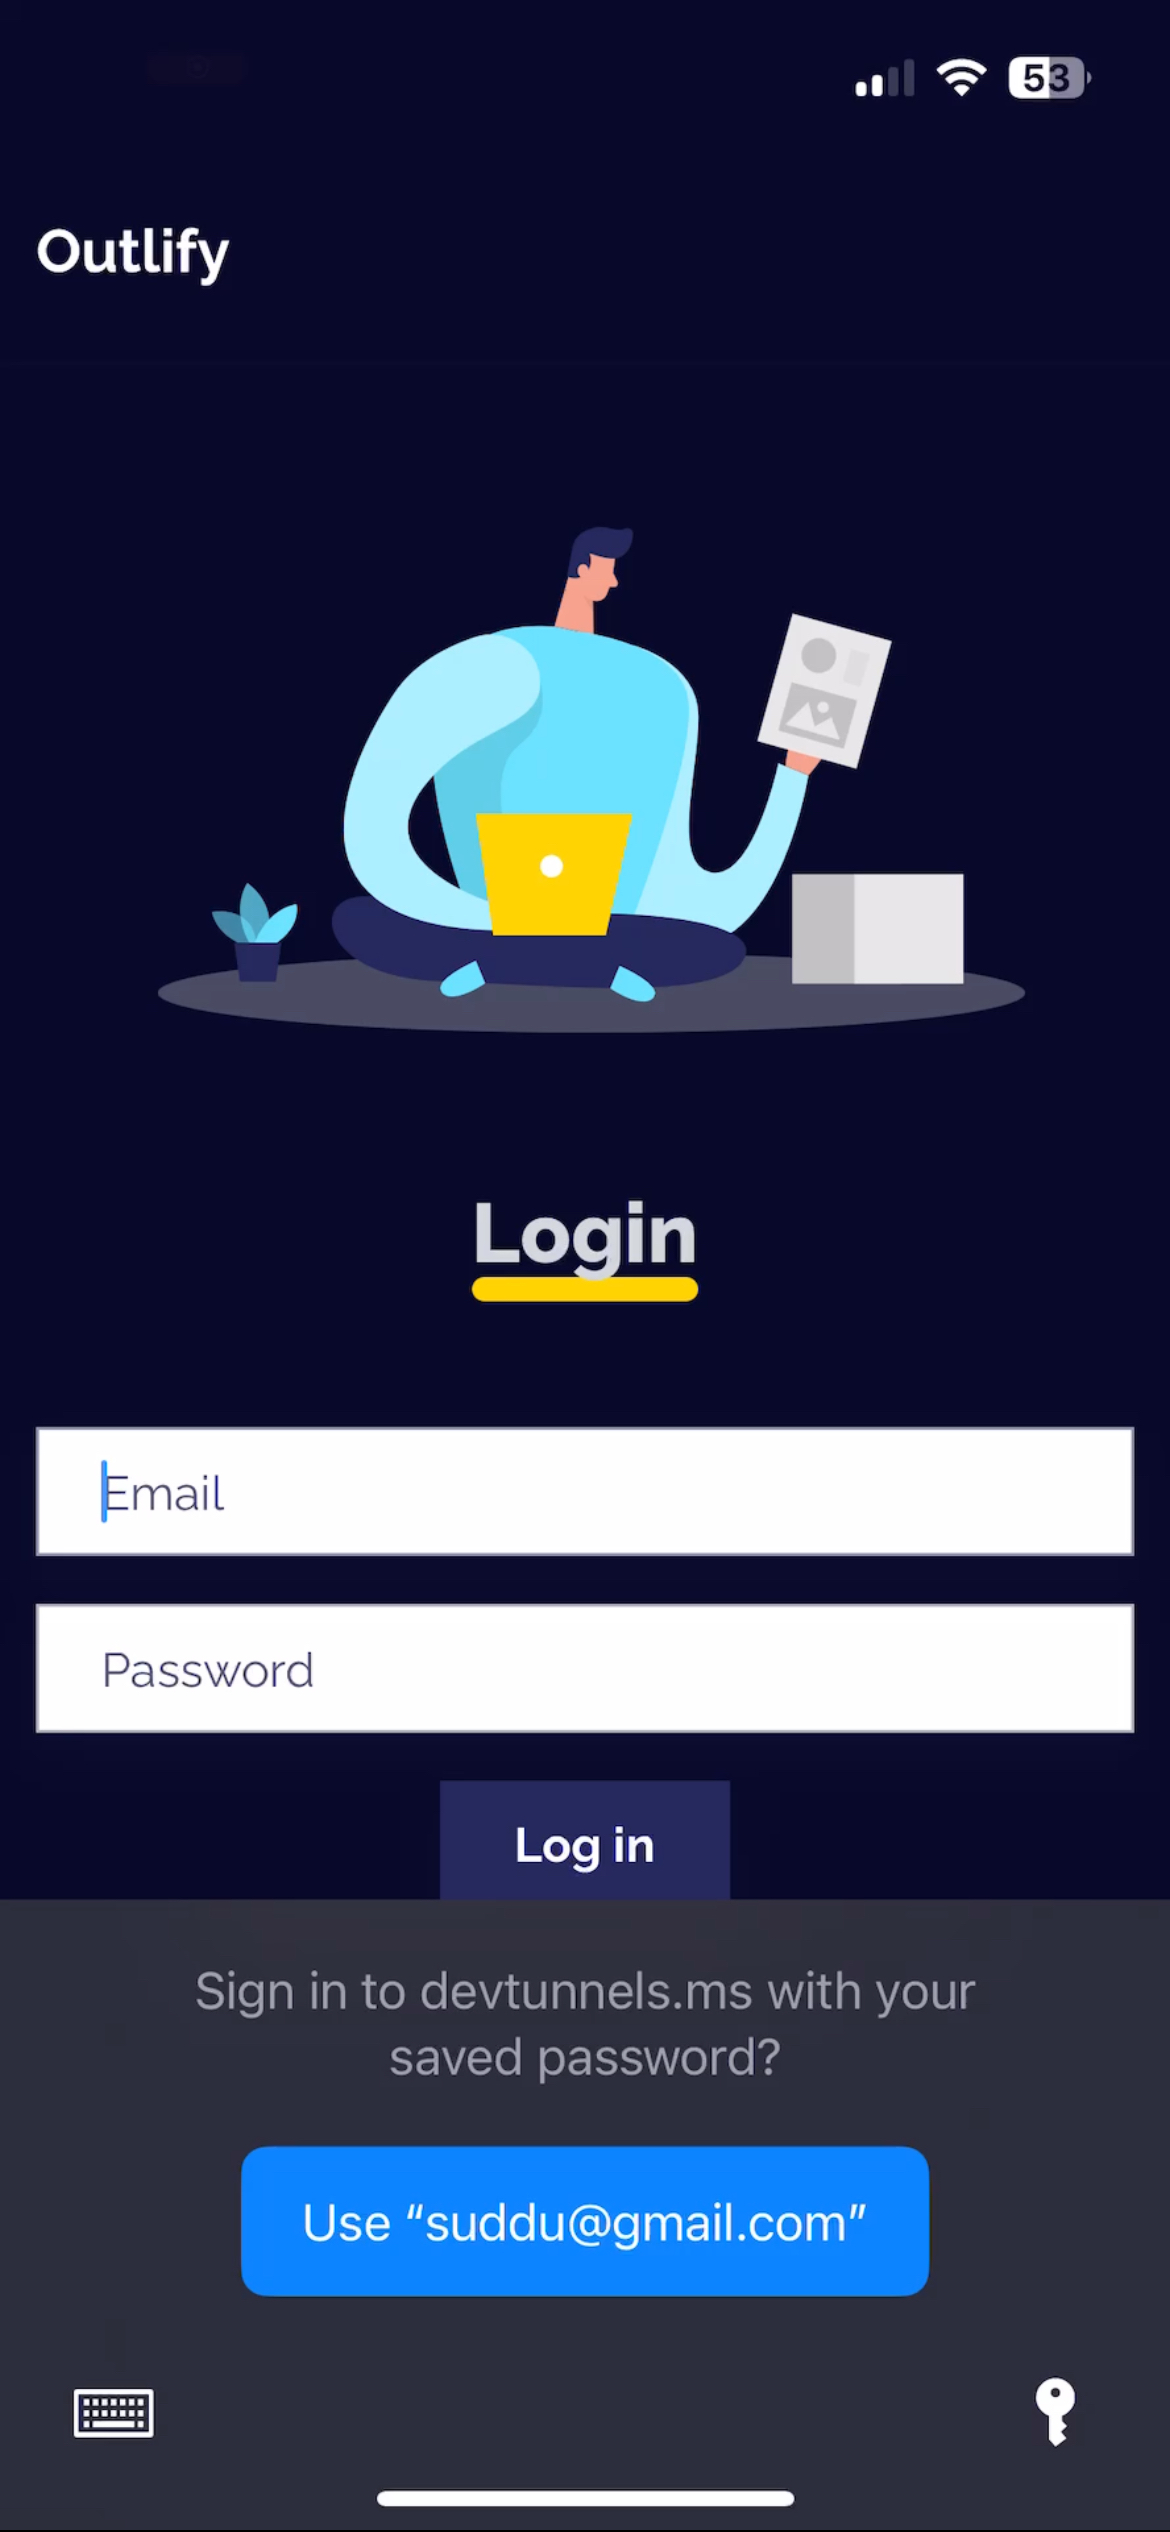 53
Outlify
Login
Email
Password
Log in
Sign in to devtunnels.ms with your
saved password?
Use “suddu@gmail.com”